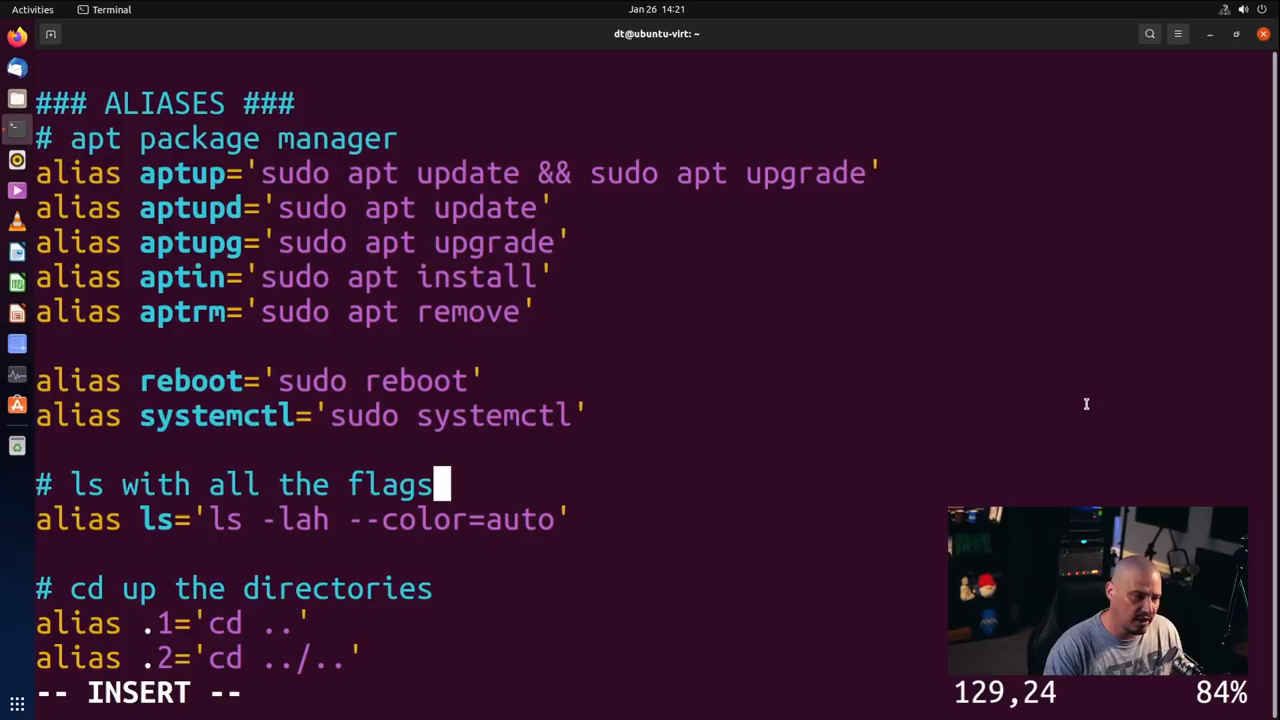 Activities
Terminal
Jan 26 14:21
dt@ubuntu-virt: ~
### ALIASES ###
# apt package manager
alias aptup='sudo apt update && sudo apt upgrade'
alias aptupd='sudo apt update'
alias aptupg='sudo apt upgrade'
alias aptin='sudo apt install'
alias aptrm='sudo apt remove'
alias reboot='sudo reboot'
alias systemctl='sudo systemctl'
# ls with all the flags
alias ls='ls -lah --color=auto'
# cd up the directories
alias .1='cd ..'
alias .2='cd ../..'
-- INSERT --
129,24
84%